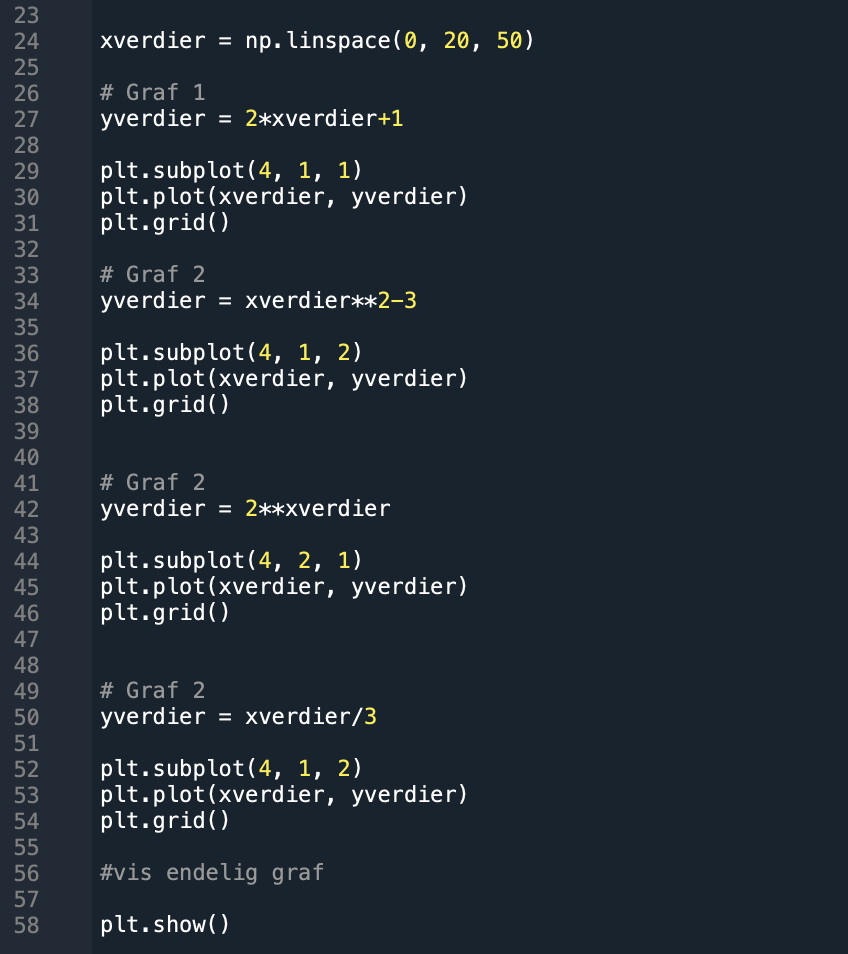 23
24 xverdier = np.linspace(0, 20, 50)
25
26 # Graf 1
27 yverdier = 2*xverdier+1
28
29 plt.subplot(4, 1, 1)
30 plt.plot(xverdier, yverdier)
31 plt.grid()
32
33 # Graf 2
34 yverdier = xverdier**2-3
35
36 plt.subplot(4, 1, 2)
37 plt.plot(xverdier, yverdier)
38 plt.grid()
39
40
41 # Graf 2
42 yverdier = 2**xverdier
43
44 plt.subplot(4, 2, 1)
45 plt.plot(xverdier, yverdier)
46 plt.grid()
47
48
49 # Graf 2
50 yverdier = xverdier/3
51
52 plt.subplot(4, 1, 2)
53 plt.plot(xverdier, yverdier)
54 plt.grid()
55
56 #vis endelig graf
57
58 plt.show()